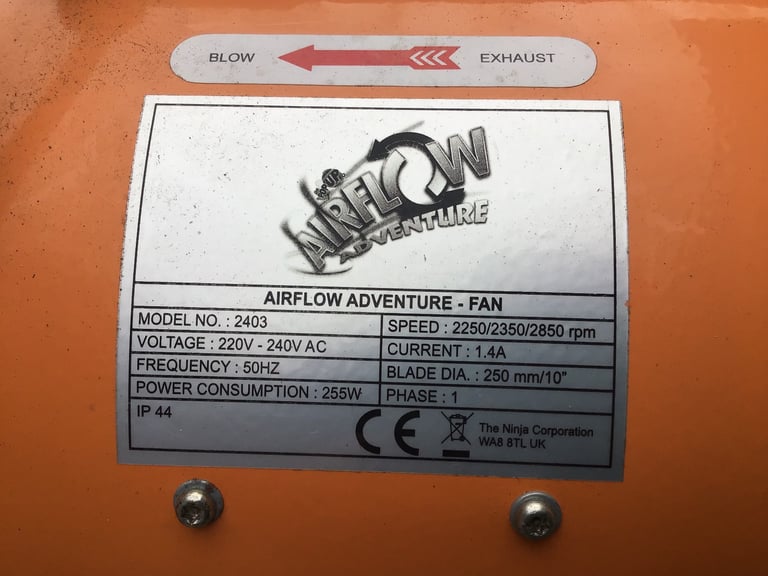 BLOW EXHAUST
AIRFLOW
ADVENTURE
AIRFLOW ADVENTURE - FAN
MODEL NO. : 2403
SPEED : 2250/2350/2850 rpm
VOLTAGE : 220V - 240V AC
CURRENT : 1.4A
FREQUENCY : 50HZ
BLADE DIA. : 250 mm/10"
POWER CONSUMPTION : 255W
PHASE : 1
IP 44
CE
The Ninja Corporation
WA8 8TL UK